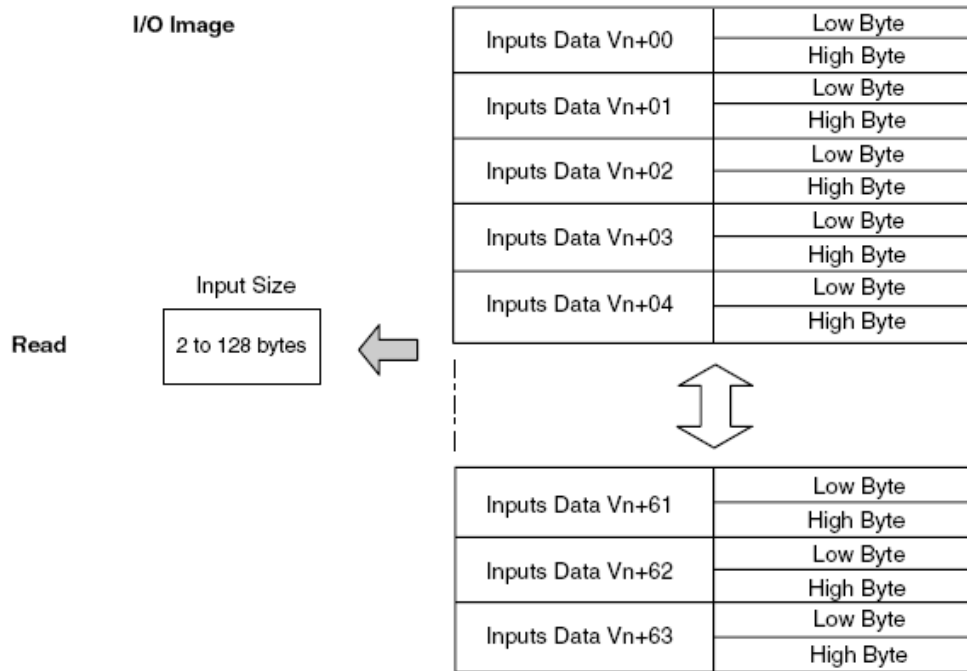 I/O Image
Inputs Data Vn+00
Low Byte
High Byte
Inputs Data Vn+01
Low Byte
High Byte
Inputs Data Vn+02
Low Byte
High Byte
Inputs Data Vn+03
Low Byte
High Byte
Input Size
Inputs Data Vn+04
Low Byte
High Byte
Read
2 to 128 bytes
Inputs Data Vn+61
Low Byte
High Byte
Inputs Data Vn+62
Low Byte
High Byte
Inputs Data Vn+63
Low Byte
High Byte